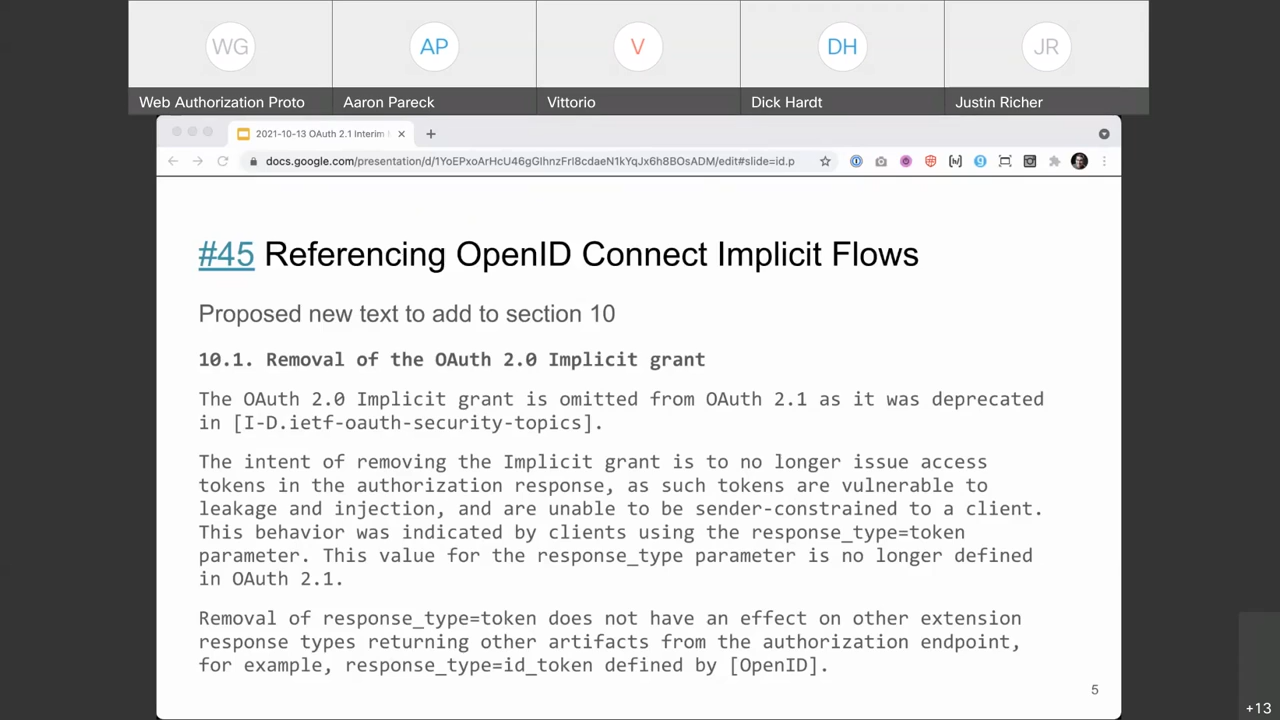 WG
AP
V
DH
JR
Web Authorization Proto
Aaron Pareck
Vittorio
Dick Hardt
Justin Richer
2021-10-13 OAuth 2.1 Interim
docs.google.com/presentation/d/1YoEPxoArHcU46gGIhnzFrI8cdaeN1kYqJx6h8BOsADM/edit#slide=id.p
#45 Referencing OpenID Connect Implicit Flows
Proposed new text to add to section 10
10.1. Removal of the OAuth 2.0 Implicit grant
The OAuth 2.0 Implicit grant is omitted from OAuth 2.1 as it was deprecated
in [I-D.ietf-oauth-security-topics].
The intent of removing the Implicit grant is to no longer issue access
tokens in the authorization response, as such tokens are vulnerable to
leakage and injection, and are unable to be sender-constrained to a client.
This behavior was indicated by clients using the response_type=token
parameter. This value for the response_type parameter is no longer defined
in OAuth 2.1.
Removal of response_type=token does not have an effect on other extension
response types returning other artifacts from the authorization endpoint,
for example, response_type=id_token defined by [OpenID].
5
+13